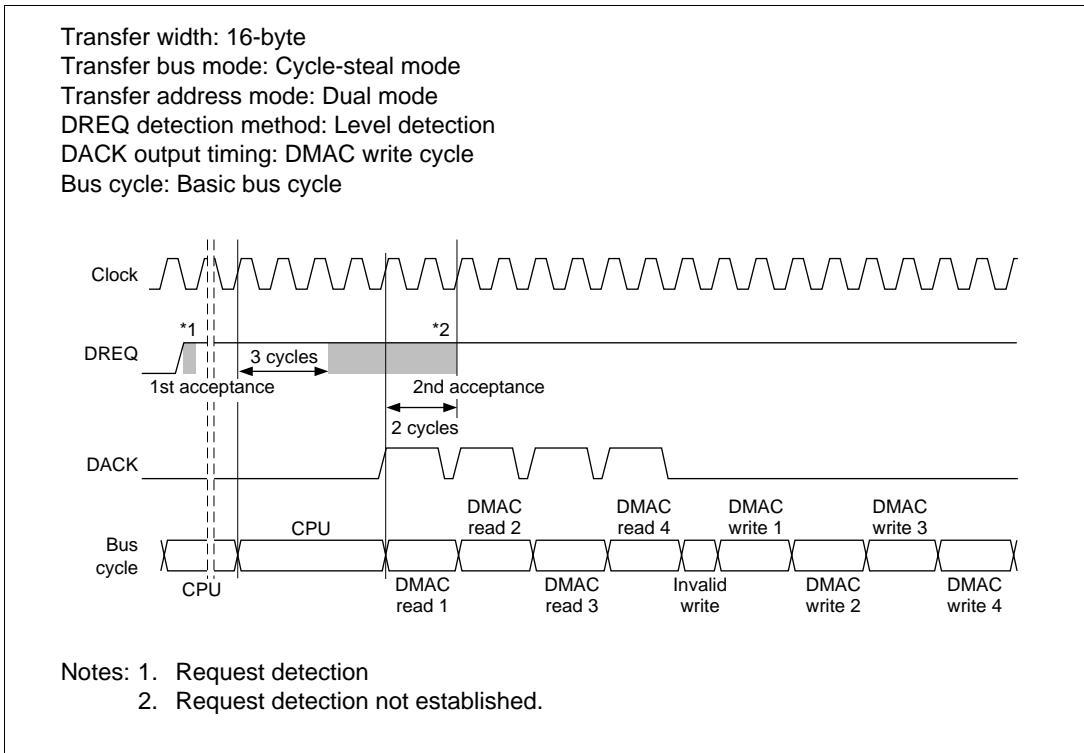 Transfer width: 16-byte
Transfer bus mode: Cycle-steal mode
Transfer address mode: Dual mode
DREQ detection method: Level detection
DACK output timing: DMAC write cycle
Bus cycle: Basic bus cycle
Clock
*1
*2
DREQ
3 cycles
1st acceptance
2nd acceptance
2 cycles
DACK
DMAC
read 2
DMAC
read 4
DMAC
write 1
DMAC
write 3
CPU
Bus
cycle
CPU
DMAC
read 1
DMAC
read 3
Invalid
write
DMAC
write 2
DMAC
write 4
Notes: 1. Request detection
2. Request detection not established.